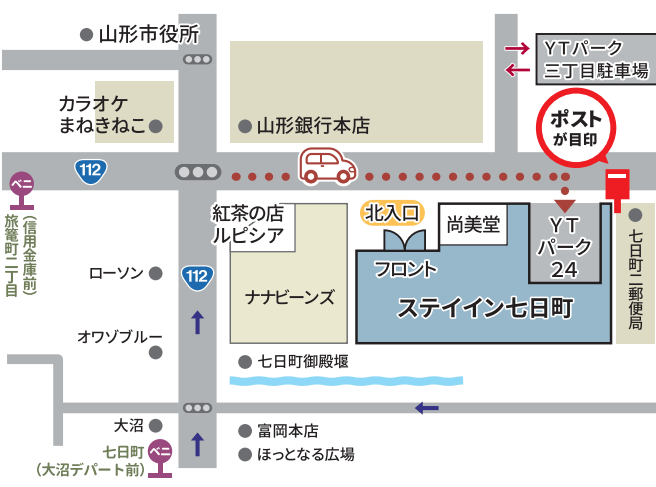 山形市役所
YTパーク
三丁目駐車場
カラオケ
まねきねこ
山形銀行本店
ポスト
が目印
112
ベニ
旅篭町二丁目
(信用金庫前)
紅茶の店
ルピシア
北入口
尚美堂
YT
パーク
24
七日町二郵便局
フロント
ローソン
112
ナナビーンズ
ステイイン七日町
オワゾブルー
七日町御殿堰
大沼
富岡本店
七日町
(大沼デパート前)
ベニ
ほっとなる広場